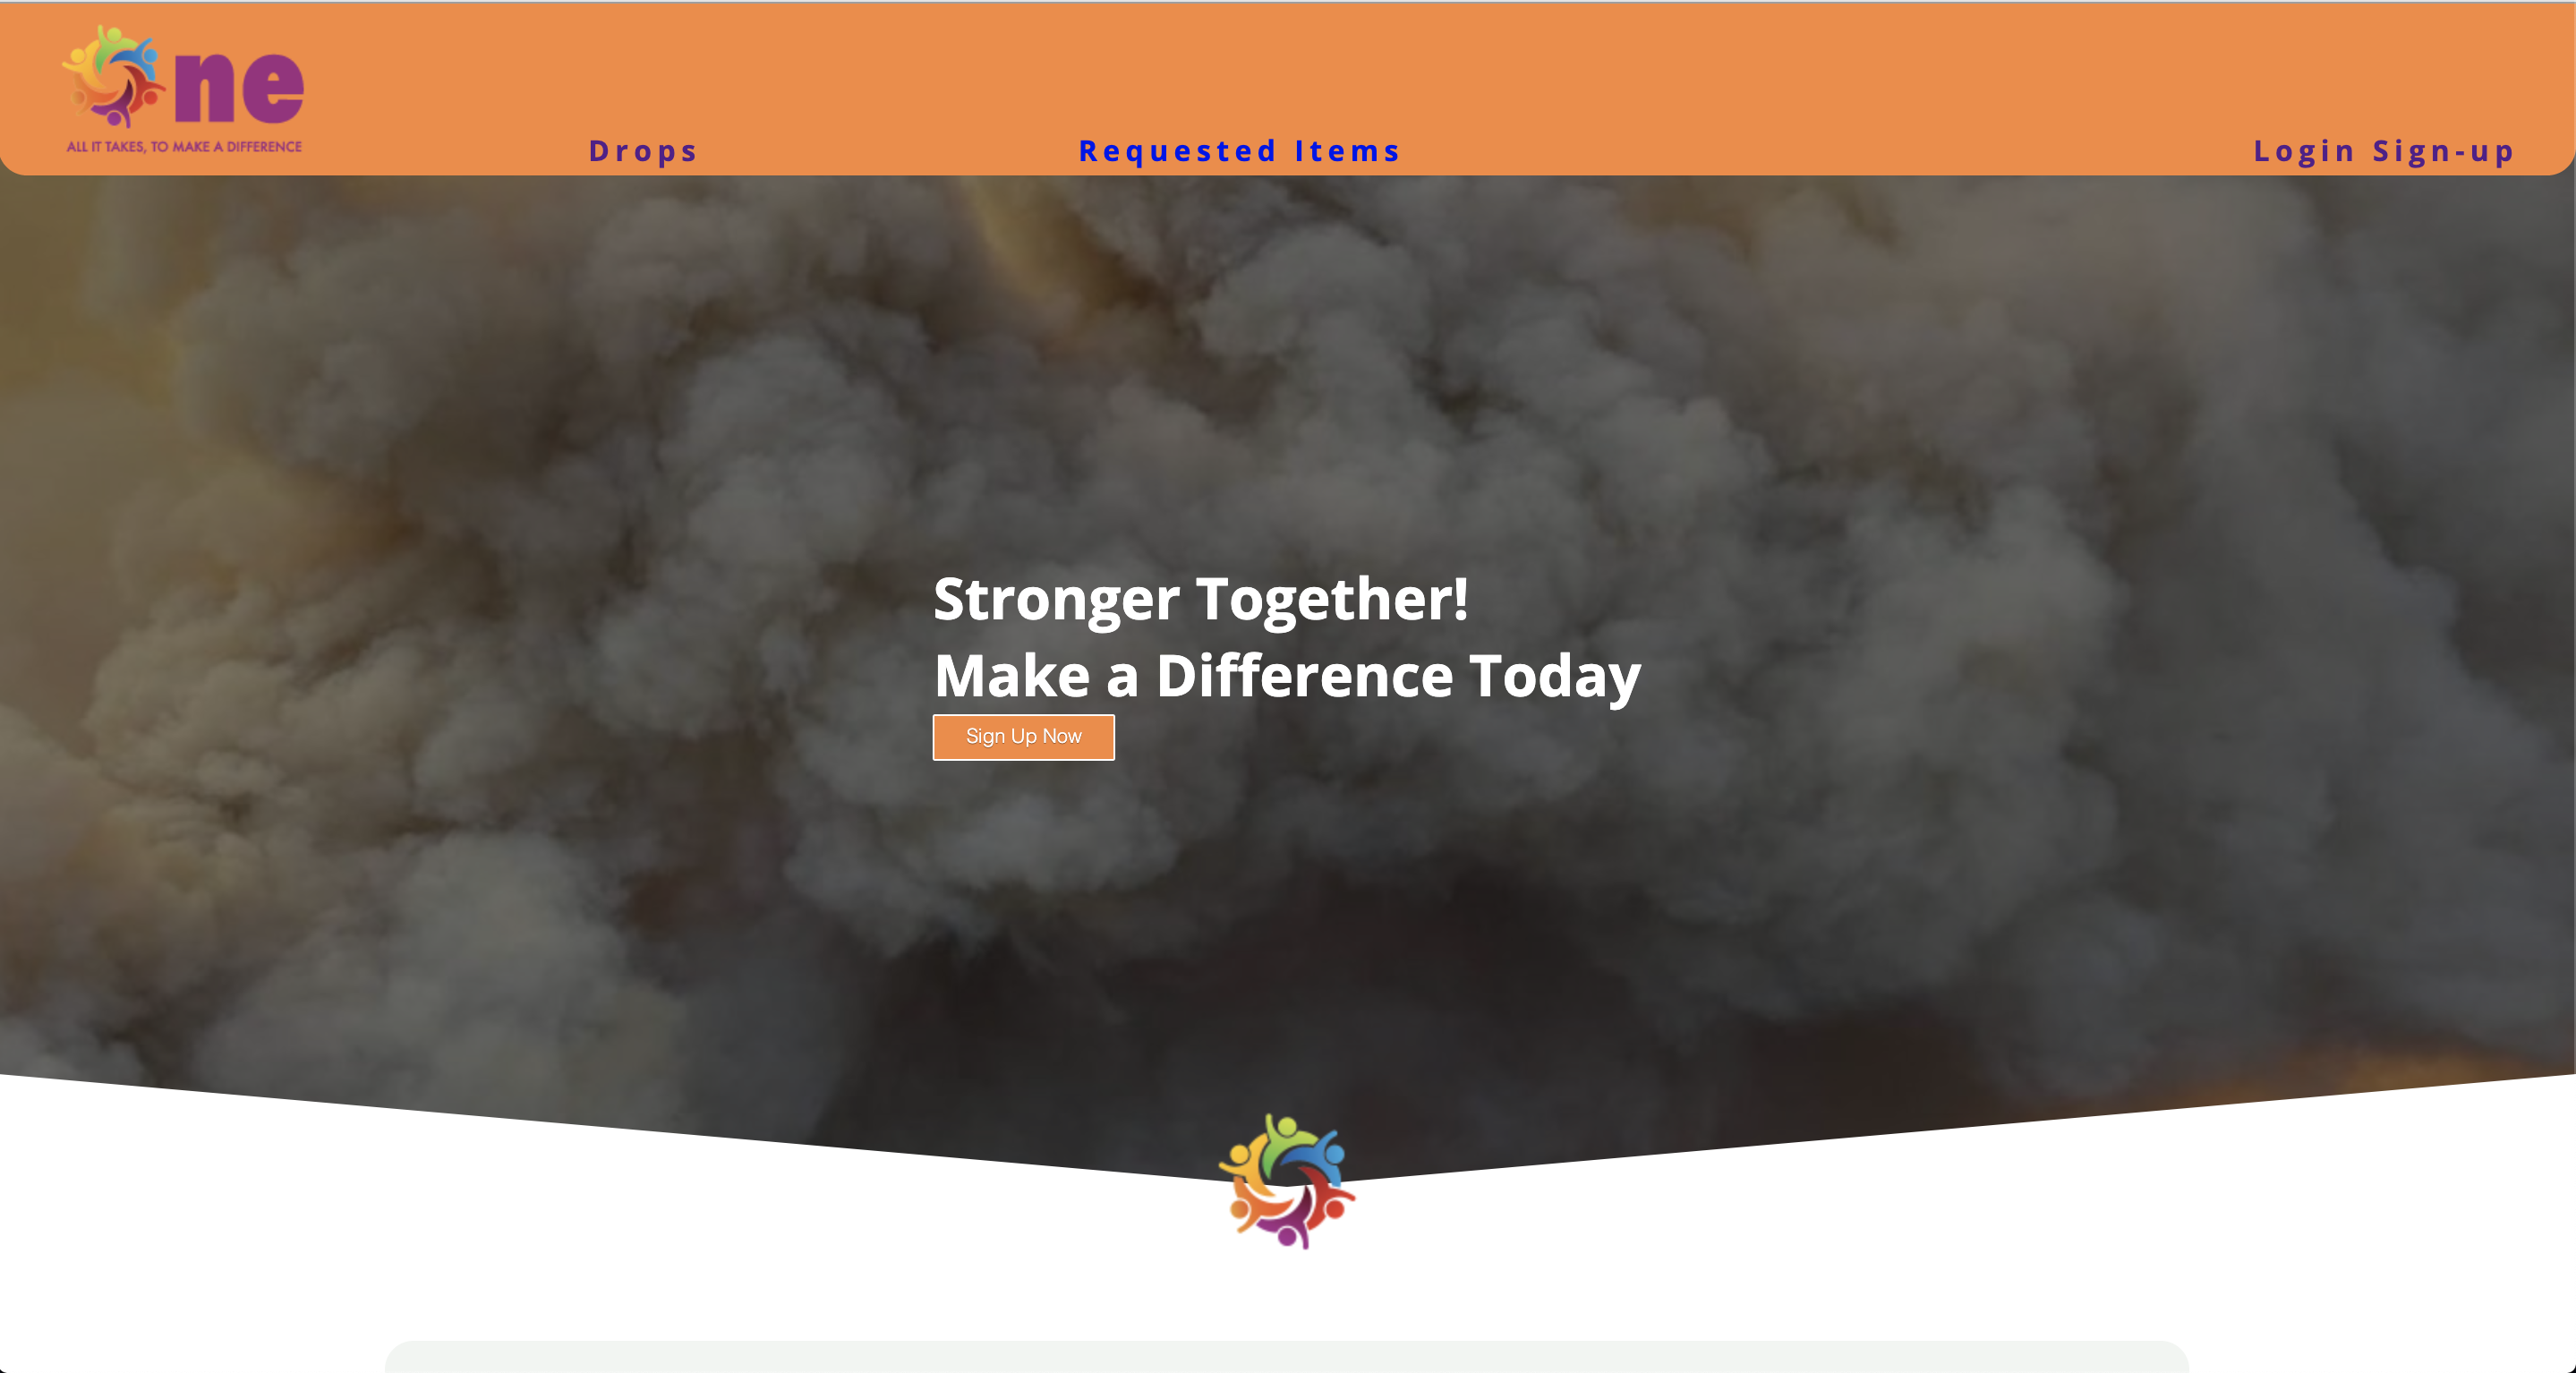 One
ALL IT TAKES, TO MAKE A DIFFERENCE
Drops
Requested Items
Login Sign-up
Stronger Together!
Make a Difference Today
Sign Up Now